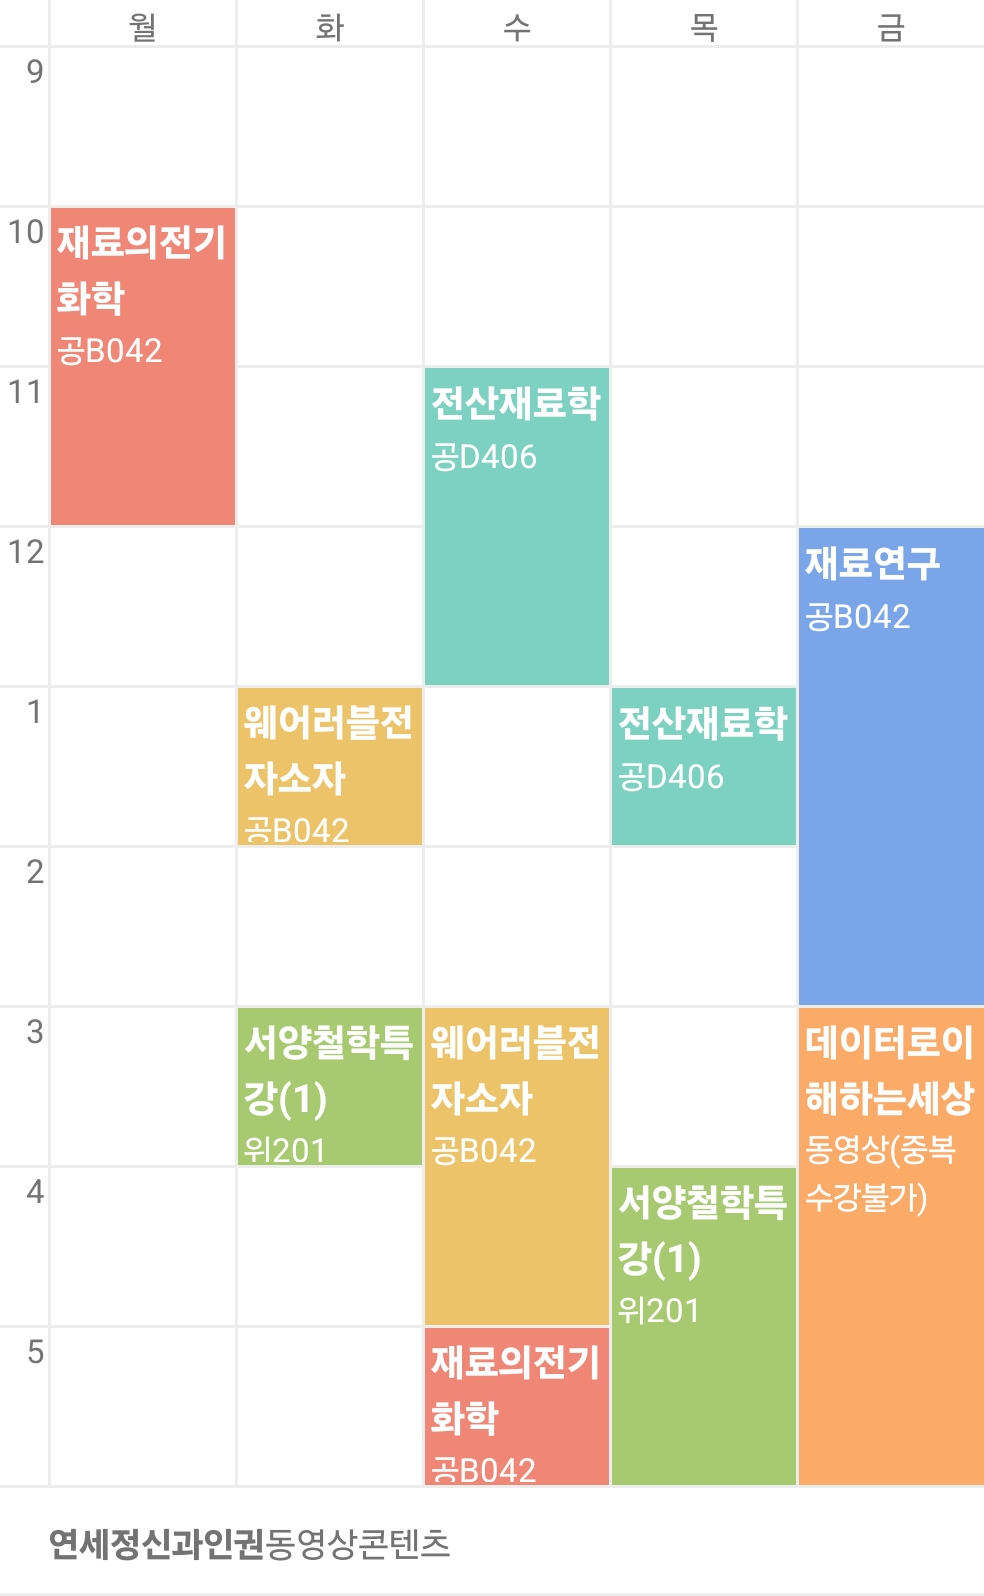 월 화 수 목 금
9
10
재료의전기
화학
공B042
11
전산재료학
공D406
12
재료연구
공B042
1
웨어러블전
자소자
공B042
전산재료학
공D406
2
3
서양철학특
강(1)
위201
웨어러블전
자소자
공B042
데이터로이
해하는세상
동영상(중복
수강불가)
4
서양철학특
강(1)
위201
5
재료의전기
화학
공B042
연세정신과인권동영상콘텐츠